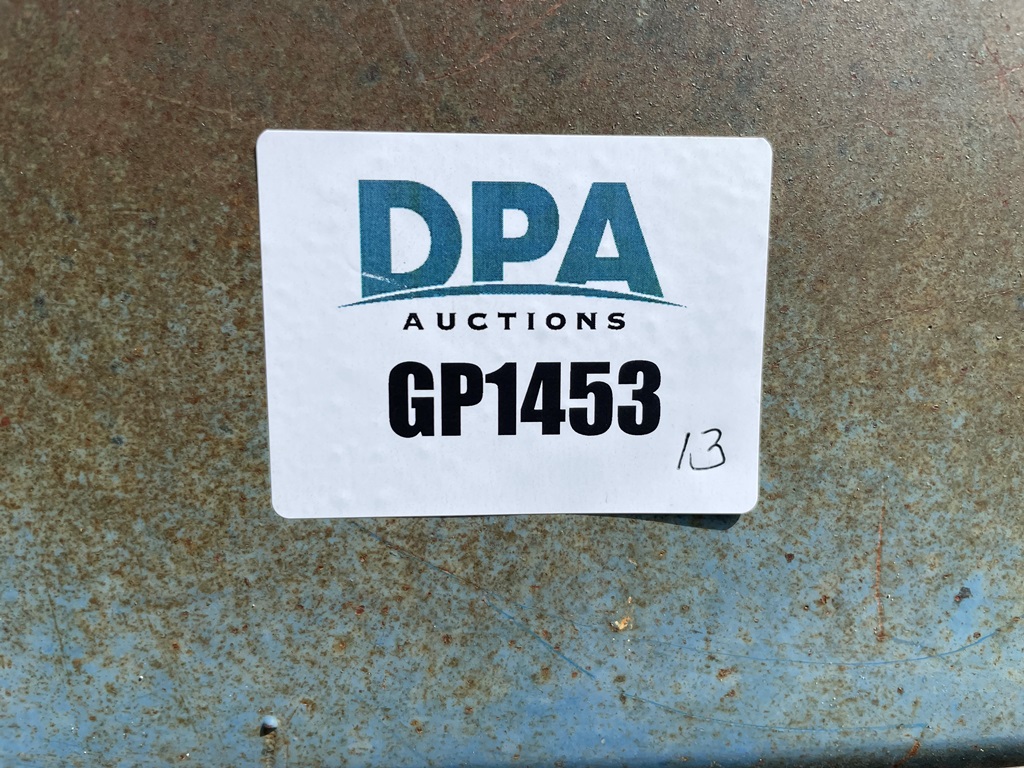 DPA
AUCTIONS
GP1453
13